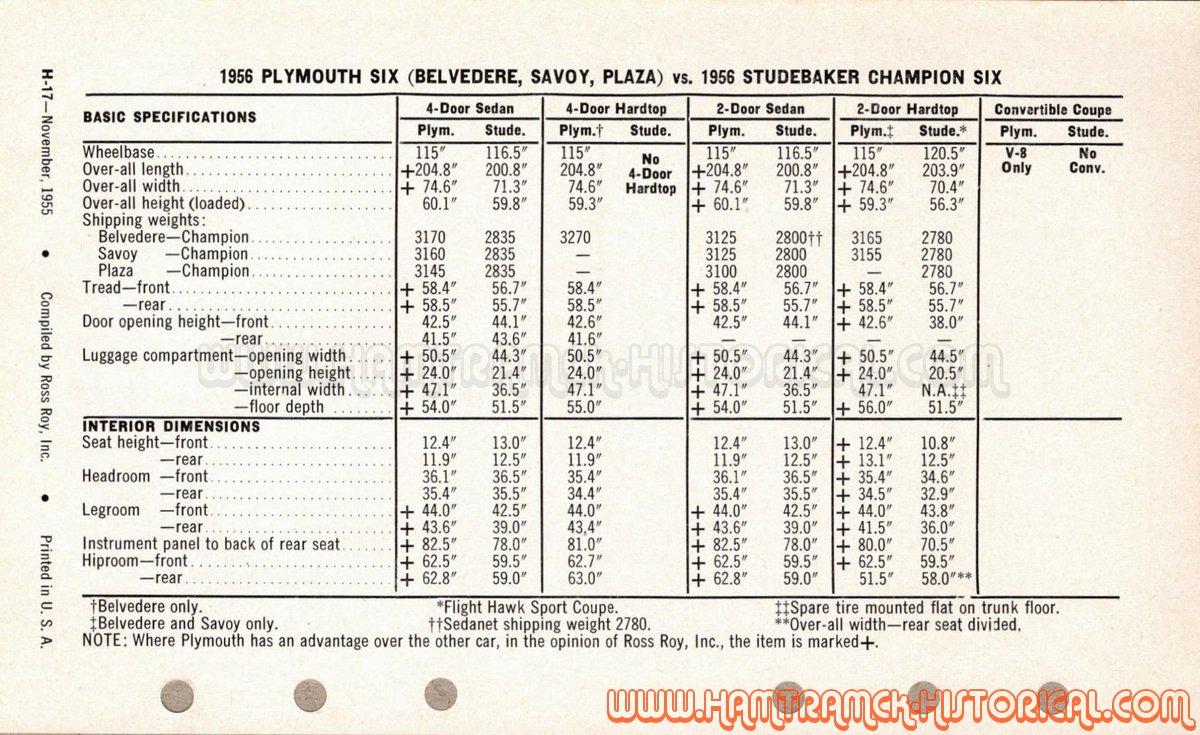 1956 PLYMOUTH SIX (BELVEDERE, SAVOY, PLAZA) vs. 1956 STUDEBAKER CHAMPION SIX
BASIC SPECIFICATIONS 4-Door Sedan 4-Door Hardtop 2-Door Sedan 2-Door Hardtop Convertible Coupe
Plym. Stude. Plym.† Stude. Plym. Stude. Plym.‡ Stude.* Plym. Stude.
Wheelbase 115″ 116.5″ 115″ No 4-Door Hardtop 115″ 116.5″ 115″ 120.5″ V-8 Only No Conv.
Over-all length +204.8″ 200.8″ 204.8″ +204.8″ 200.8″ +204.8″ 203.9″
Over-all width + 74.6″ 71.3″ 74.6″ + 74.6″ 71.3″ + 74.6″ 70.4″
Over-all height (loaded) 60.1″ 59.8″ 59.3″ + 60.1″ 59.8″ + 59.3″ 56.3″
Shipping weights:
Belvedere—Champion 3170 2835 3270 3125 2800†† 3165 2780
Savoy —Champion 3160 2835 — 3125 2800 3155 2780
Plaza —Champion 3145 2835 — 3100 2800 — 2780
Tread—front + 58.4″ 56.7″ 58.4″ + 58.4″ 56.7″ + 58.4″ 56.7″
—rear + 58.5″ 55.7″ 58.5″ + 58.5″ 55.7″ + 58.5″ 55.7″
Door opening height—front 42.5″ 44.1″ 42.6″ 42.5″ 44.1″ + 42.6″ 38.0″
—rear 41.5″ 43.6″ 41.6″ — — — —
Luggage compartment—opening width + 50.5″ 44.3″ 50.5″ + 50.5″ 44.3″ + 50.5″ 44.5″
—opening height + 24.0″ 21.4″ 24.0″ + 24.0″ 21.4″ + 24.0″ 20.5″
—internal width + 47.1″ 36.5″ 47.1″ + 47.1 36.5″ 47.1″ N.A.‡‡
—floor depth + 54.0″ 51.5″ 55.0″ + 54.0″ 51.5″ + 56.0″ 51.5″
INTERIOR DIMENSIONS
Seat height—front 12.4″ 13.0″ 12.4″ 12.4″ 13.0″ + 12.4″ 10.8″
—rear 11.9″ 12.5″ 11.9″ 11.9″ 12.5″ + 13.1″ 12.5″
Headroom —front 36.1″ 36.5″ 35.4″ 36.1″ 36.5″ + 35.4″ 34.6″
—rear 35.4″ 35.5″ 34.4″ 35.4″ 35.5″ + 34.5″ 32.9″
Legroom —front + 44.0″ 42.5″ 44.0″ + 44.0″ 42.5″ + 44.0″ 43.8″
—rear + 43.6″ 39.0″ 43,4″ + 43.6″ 39.0″ + 41.5″ 36.0″
Instrument panel to back of rear seat + 82.5″ 78.0″ 81.0″ + 82.5″ 78.0″ + 80.0″ 70.5″
Hiproom—front + 62.5″ 59.5″ 62.7″ + 62.5″ 59.5″ + 62.5″ 59.5″
—rear + 62.8″ 59.0″ 63.0″ + 62.8″ 59.0″ 51.5″ 58.0″**
†Belvedere only. *Flight Hawk Sport Coupe. ‡‡Spare tire mounted flat on trunk floor.
‡Belvedere and Savoy only. ††Sedanet shipping weight 2780. **Over-all width—rear seat divided.
NOTE: Where Plymouth has an advantage over the other car, in the opinion of Ross Roy, Inc., the item is marked+.
H-17—November, 1955 • Compiled by Ross Roy, Inc. • Printed in U. S. A.
WWW.HAMTRAMCK-HISTORICAL.COM
WWW.HAMTRAMCK-HISTORICAL.COM